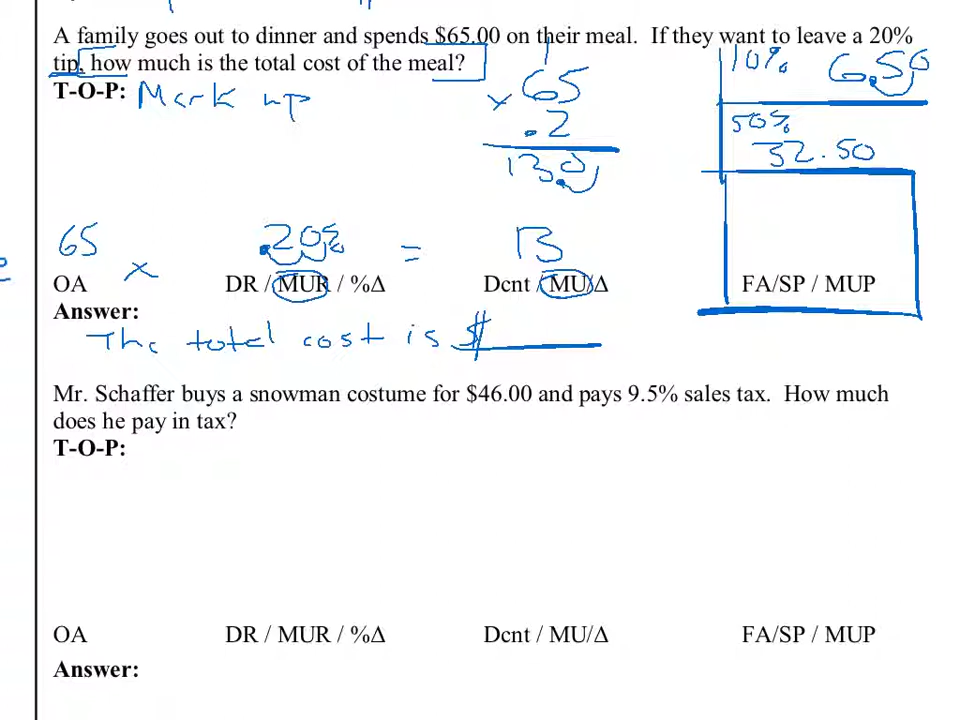 A family goes out to dinner and spends $65.00 on their meal. If they want to leave a 20%
tip, how much is the total cost of the meal?
T-O-P: Mark up
65
x .2
13.0
10% 6.50
50%
32.50
65 x .20% = 13
OA DR / MUR / %Δ Dcnt / MU/Δ FA/SP / MUP
Answer:
The total cost is $
Mr. Schaffer buys a snowman costume for $46.00 and pays 9.5% sales tax. How much
does he pay in tax?
T-O-P:
OA DR / MUR / %Δ Dcnt / MU/Δ FA/SP / MUP
Answer: